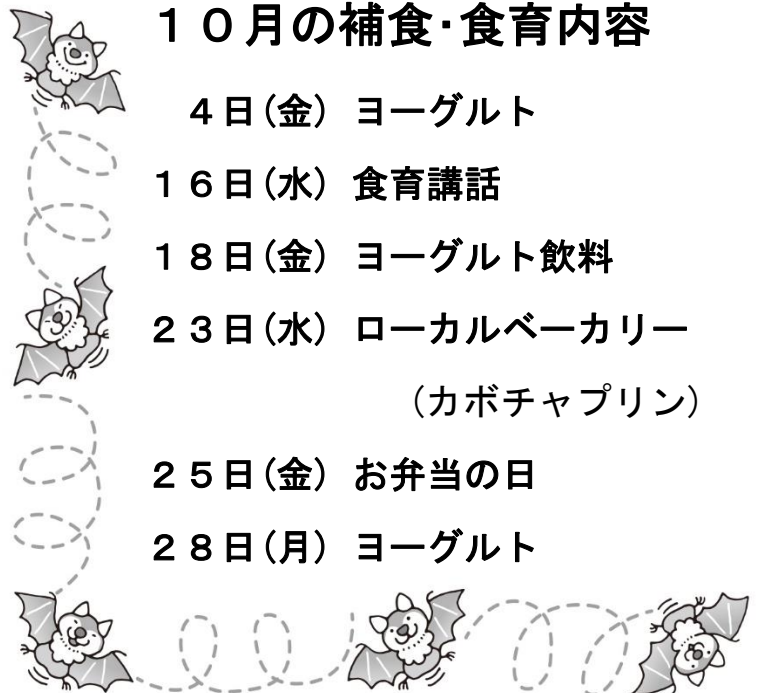 １０月の補食・食育内容
４日(金) ヨーグルト
１６日(水) 食育講話
１８日(金) ヨーグルト飲料
２３日(水) ローカルベーカリー
(カボチャプリン)
２５日(金) お弁当の日
２８日(月) ヨーグルト